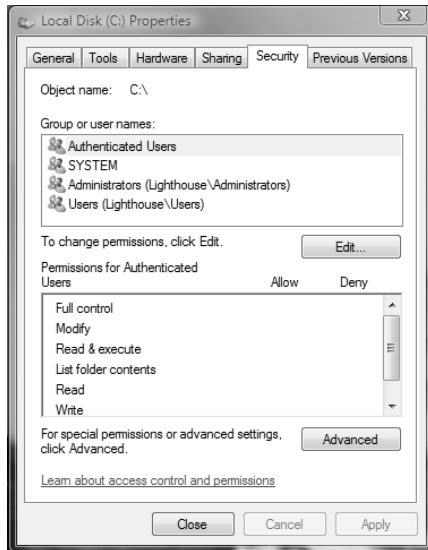 Local Disk (C:) Properties
General Tools Hardware Sharing Security Previous Versions
Object name: C:\
Group or user names:
Authenticated Users
SYSTEM
Administrators (Lighthouse\Administrators)
Users (Lighthouse\Users)
To change permissions, click Edit.
Edit...
Permissions for Authenticated
Users Allow Deny
Full control
Modify
Read & execute
List folder contents
Read
Write
For special permissions or advanced settings,
click Advanced.
Advanced
Learn about access control and permissions
Close Cancel Apply